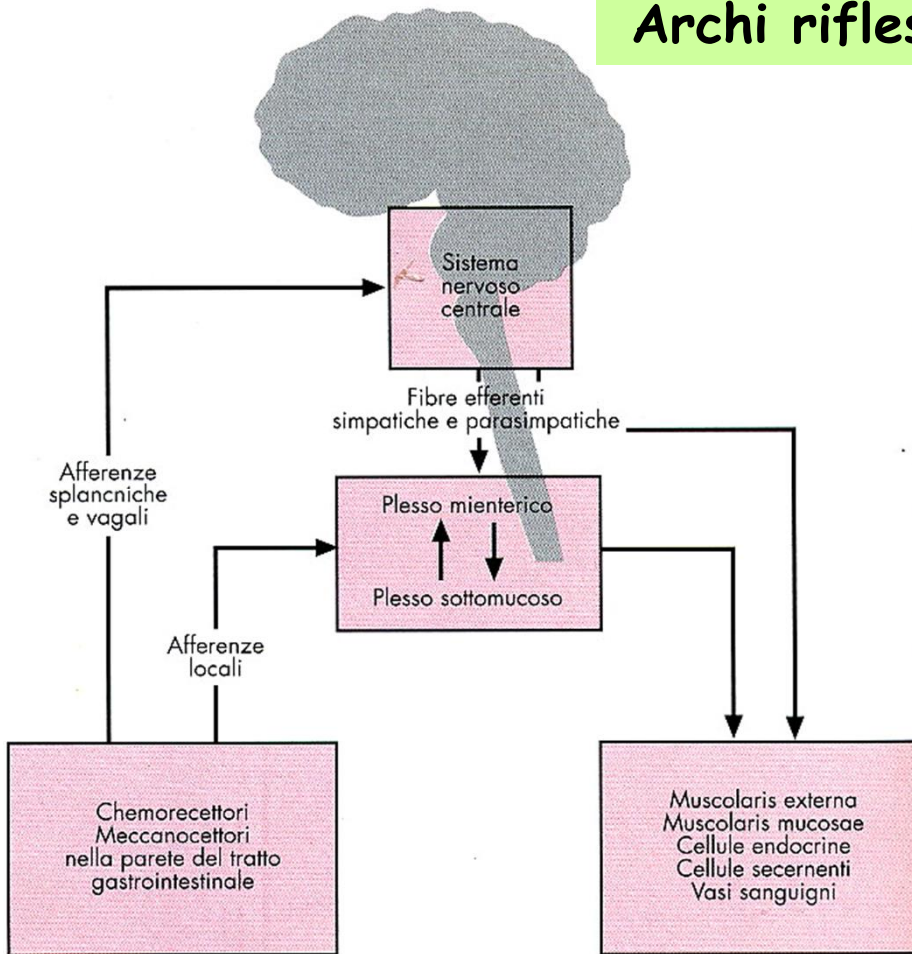 Archi rifles
Sistema
nervoso
centrale
Fibre efferenti
simpatiche e parasimpatiche
Afferenze
splancniche
e vagali
Plesso mienterico
Plesso sottomucoso
Afferenze
locali
Chemorecettori
Meccanocettori
nella parete del tratto
gastrointestinale
Muscolaris externa
Muscolaris mucosae
Cellule endocrine
Cellule secernenti
Vasi sanguigni